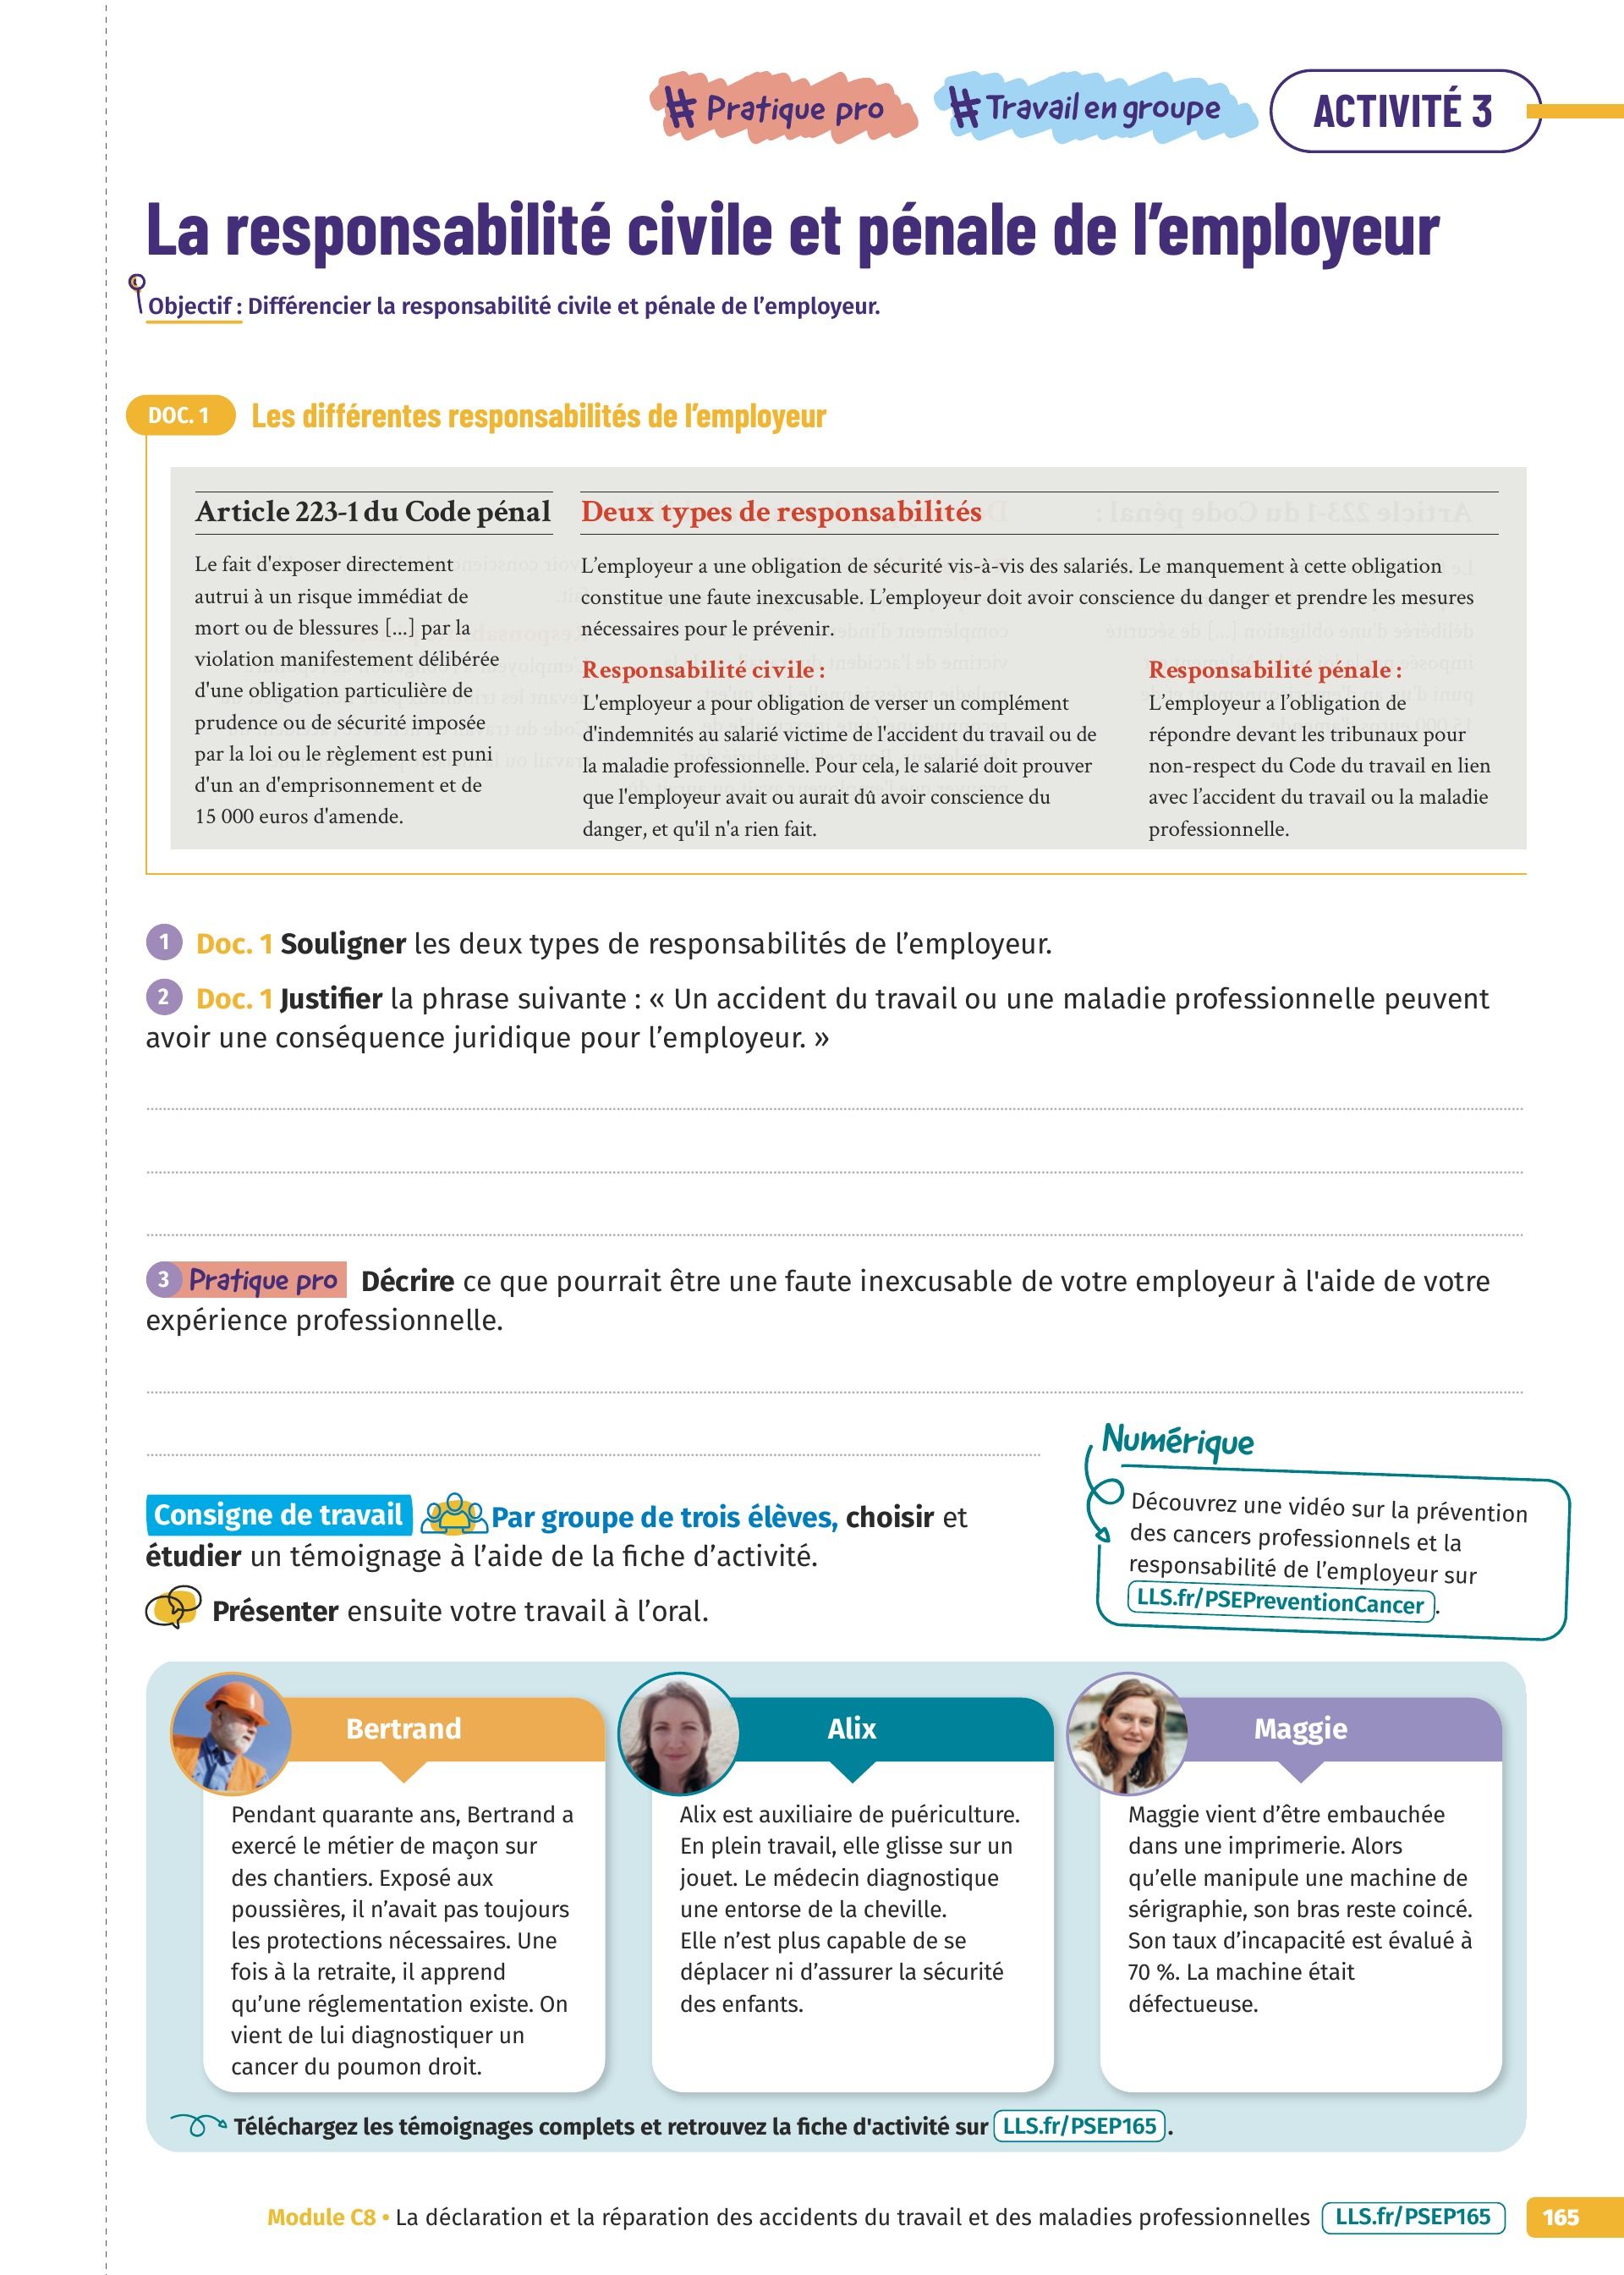 # Pratique pro
# Travail en groupe
ACTIVITÉ 3
La responsabilité civile et pénale de l’employeur
Objectif : Différencier la responsabilité civile et pénale de l’employeur.
DOC. 1
Les différentes responsabilités de l’employeur
Article 223-1 du Code pénal
Le fait d'exposer directement
autrui à un risque immédiat de
mort ou de blessures [...] par la
violation manifestement délibérée
d'une obligation particulière de
prudence ou de sécurité imposée
par la loi ou le règlement est puni
d'un an d'emprisonnement et de
15 000 euros d'amende.
Deux types de responsabilités
L’employeur a une obligation de sécurité vis-à-vis des salariés. Le manquement à cette obligation
constitue une faute inexcusable. L’employeur doit avoir conscience du danger et prendre les mesures
nécessaires pour le prévenir.
Responsabilité civile :
L'employeur a pour obligation de verser un complément
d'indemnités au salarié victime de l'accident du travail ou de
la maladie professionnelle. Pour cela, le salarié doit prouver
que l'employeur avait ou aurait dû avoir conscience du
danger, et qu'il n'a rien fait.
Responsabilité pénale :
L’employeur a l’obligation de
répondre devant les tribunaux pour
non-respect du Code du travail en lien
avec l’accident du travail ou la maladie
professionnelle.
1 Doc. 1 Souligner les deux types de responsabilités de l’employeur.
2 Doc. 1 Justifier la phrase suivante : « Un accident du travail ou une maladie professionnelle peuvent
avoir une conséquence juridique pour l’employeur. »
3 Pratique pro Décrire ce que pourrait être une faute inexcusable de votre employeur à l'aide de votre
expérience professionnelle.
Numérique
Découvrez une vidéo sur la prévention
des cancers professionnels et la
responsabilité de l’employeur sur
LLS.fr/PSEPreventionCancer.
Consigne de travail Par groupe de trois élèves, choisir et
étudier un témoignage à l’aide de la fiche d’activité.
Présenter ensuite votre travail à l’oral.
Bertrand
Pendant quarante ans, Bertrand a
exercé le métier de maçon sur
des chantiers. Exposé aux
poussières, il n’avait pas toujours
les protections nécessaires. Une
fois à la retraite, il apprend
qu’une réglementation existe. On
vient de lui diagnostiquer un
cancer du poumon droit.
Alix
Alix est auxiliaire de puériculture.
En plein travail, elle glisse sur un
jouet. Le médecin diagnostique
une entorse de la cheville.
Elle n’est plus capable de se
déplacer ni d’assurer la sécurité
des enfants.
Maggie
Maggie vient d’être embauchée
dans une imprimerie. Alors
qu’elle manipule une machine de
sérigraphie, son bras reste coincé.
Son taux d’incapacité est évalué à
70 %. La machine était
défectueuse.
Téléchargez les témoignages complets et retrouvez la fiche d'activité sur LLS.fr/PSEP165.
Module C8 • La déclaration et la réparation des accidents du travail et des maladies professionnelles LLS.fr/PSEP165 165